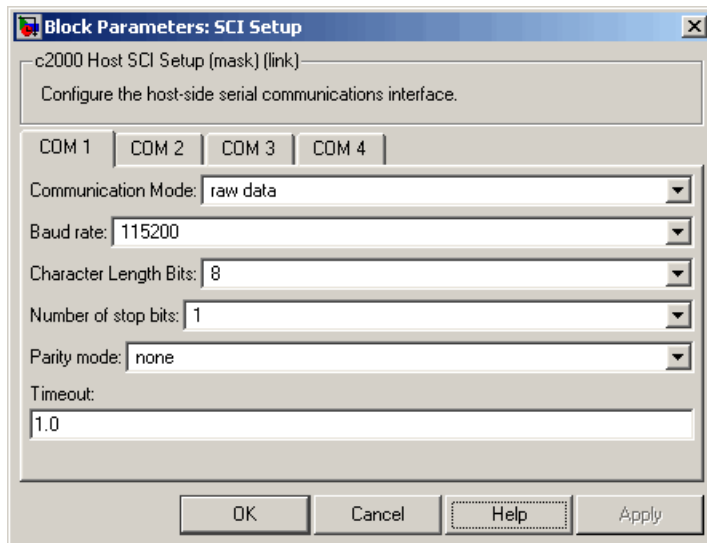 Block Parameters: SCI Setup
c2000 Host SCI Setup (mask) (link)
Configure the host-side serial communications interface.
COM 1 COM 2 COM 3 COM 4
Communication Mode: raw data
Baud rate: 115200
Character Length Bits: 8
Number of stop bits: 1
Parity mode: none
Timeout:
1.0
OK Cancel Help Apply